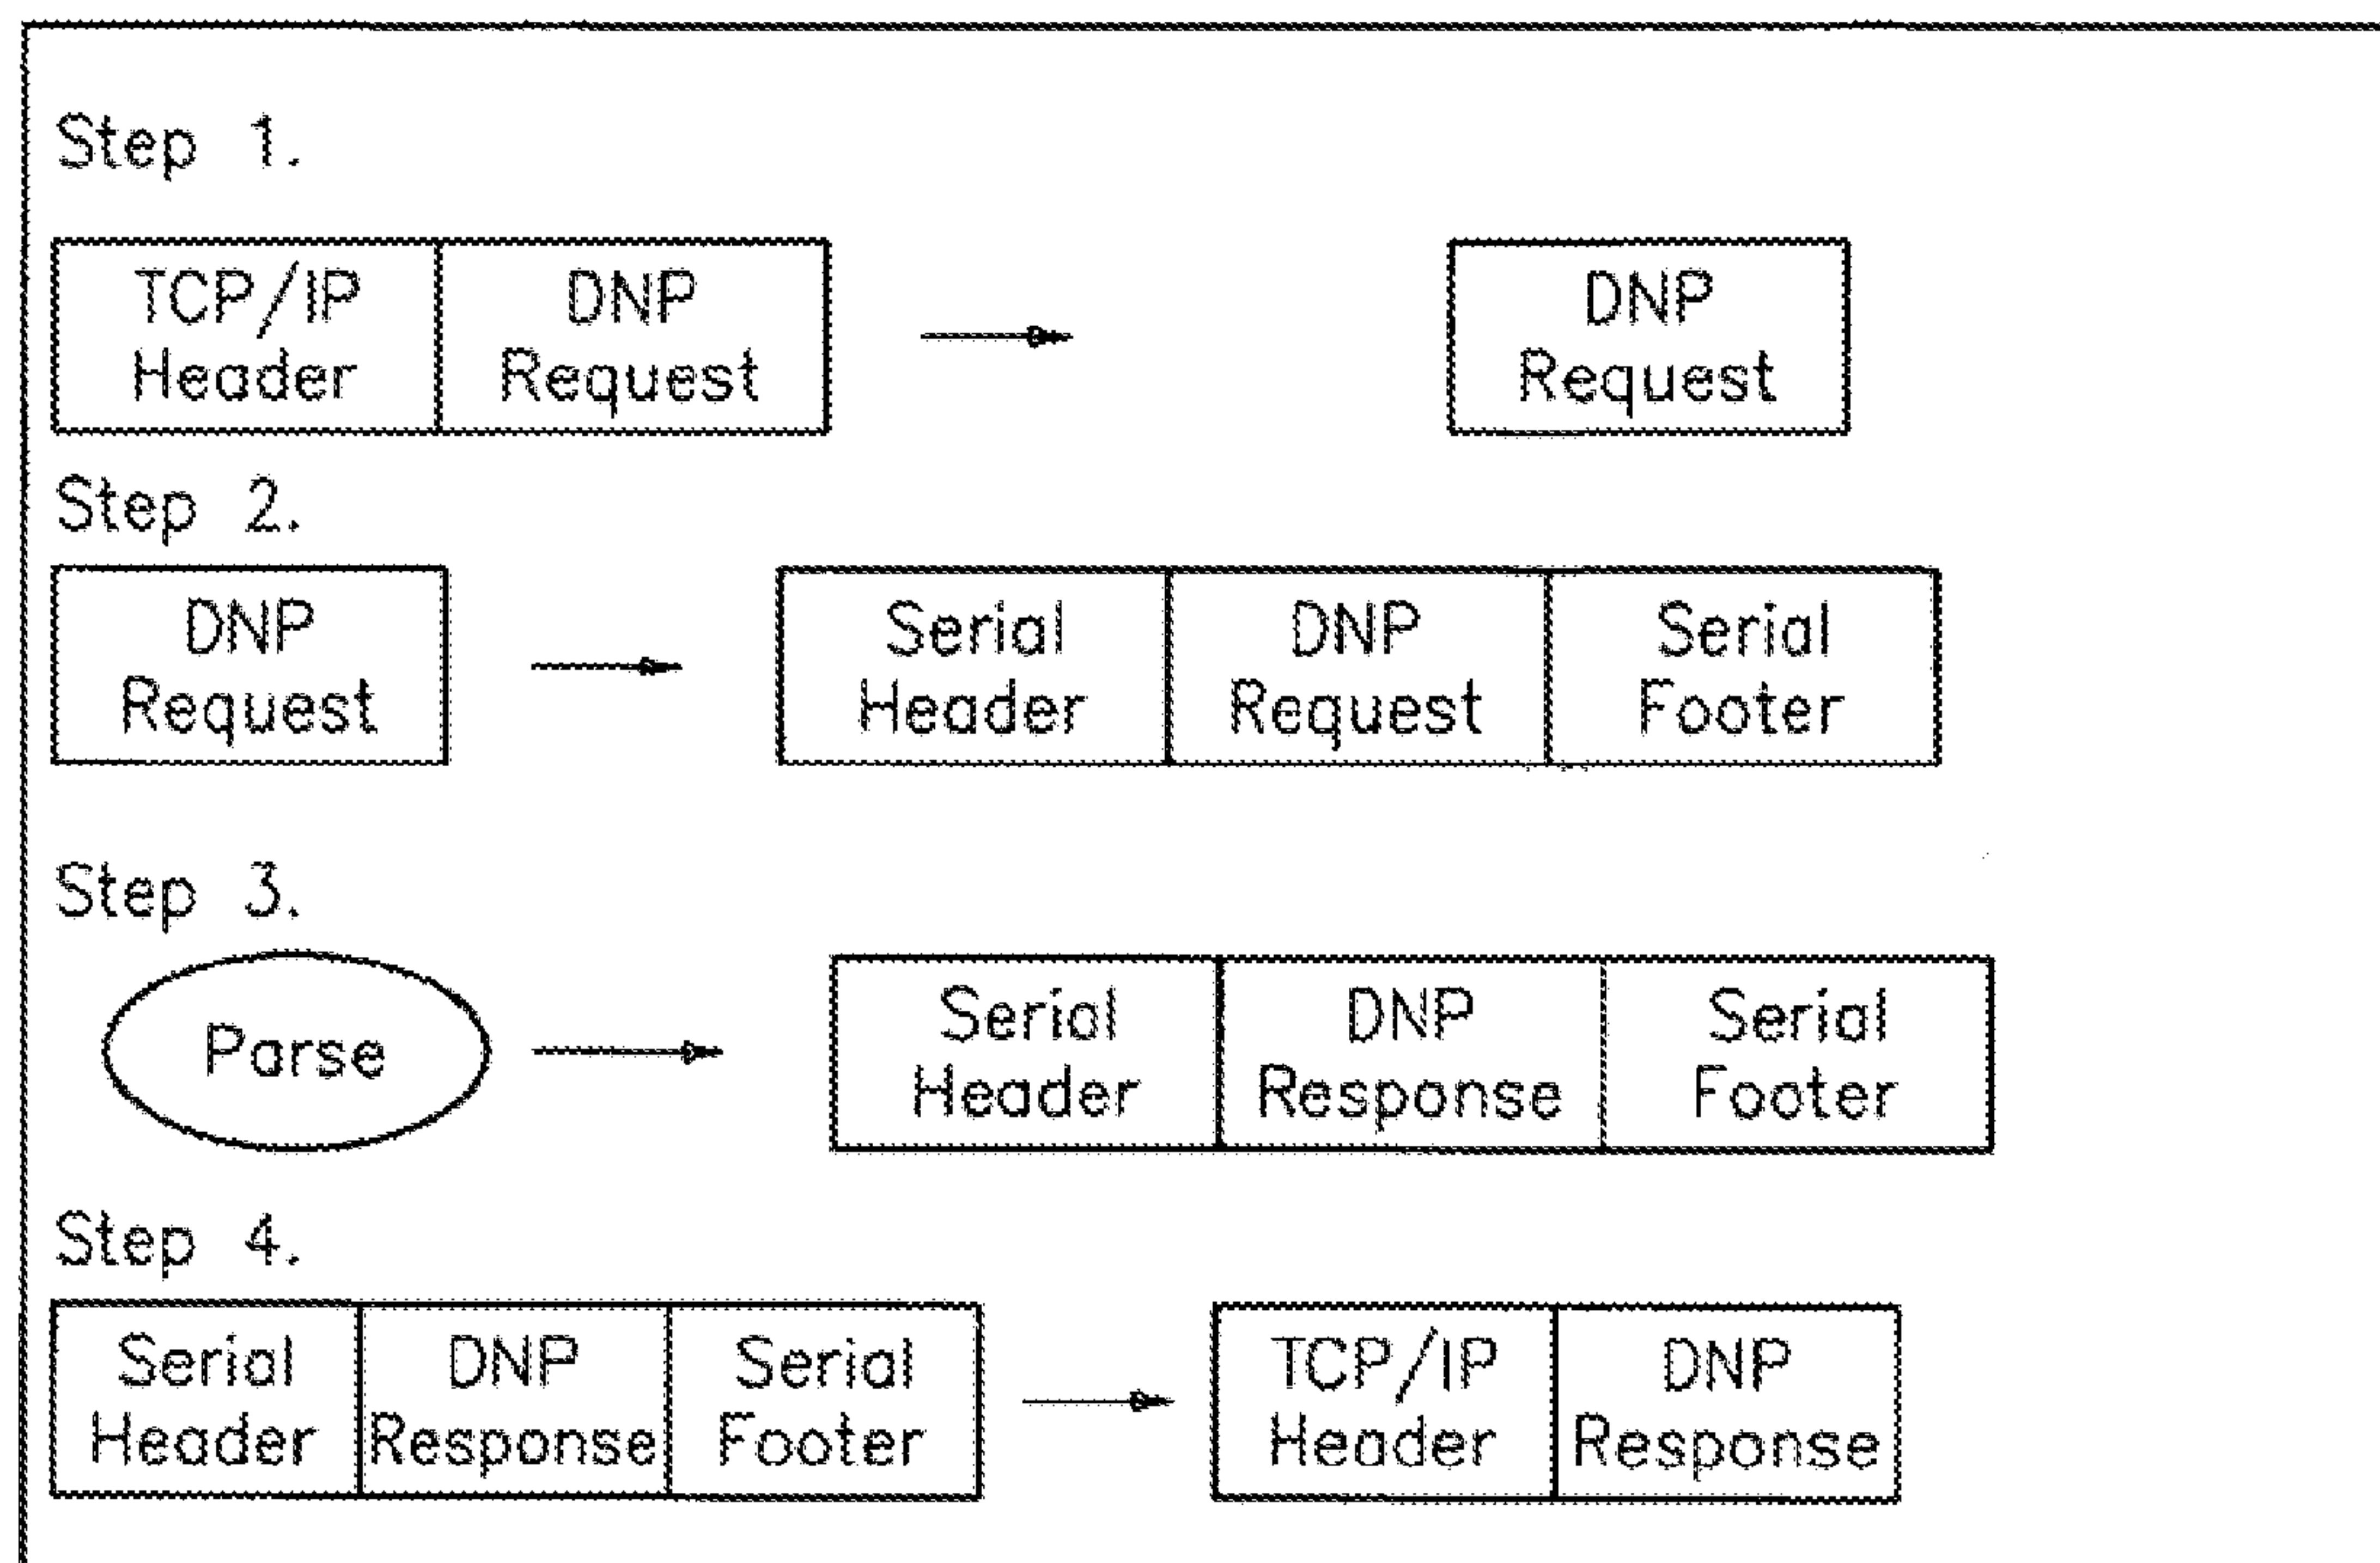 Step 1.
TCP/IP DNP DNP
Header Request Request
Step 2.
DNP Serial DNP Serial
Request Header Request Footer
Step 3.
Parse
Serial DNP Serial
Header Response Footer
Step 4.
Serial DNP Serial TCP/IP DNP
Header Response Footer Header Response